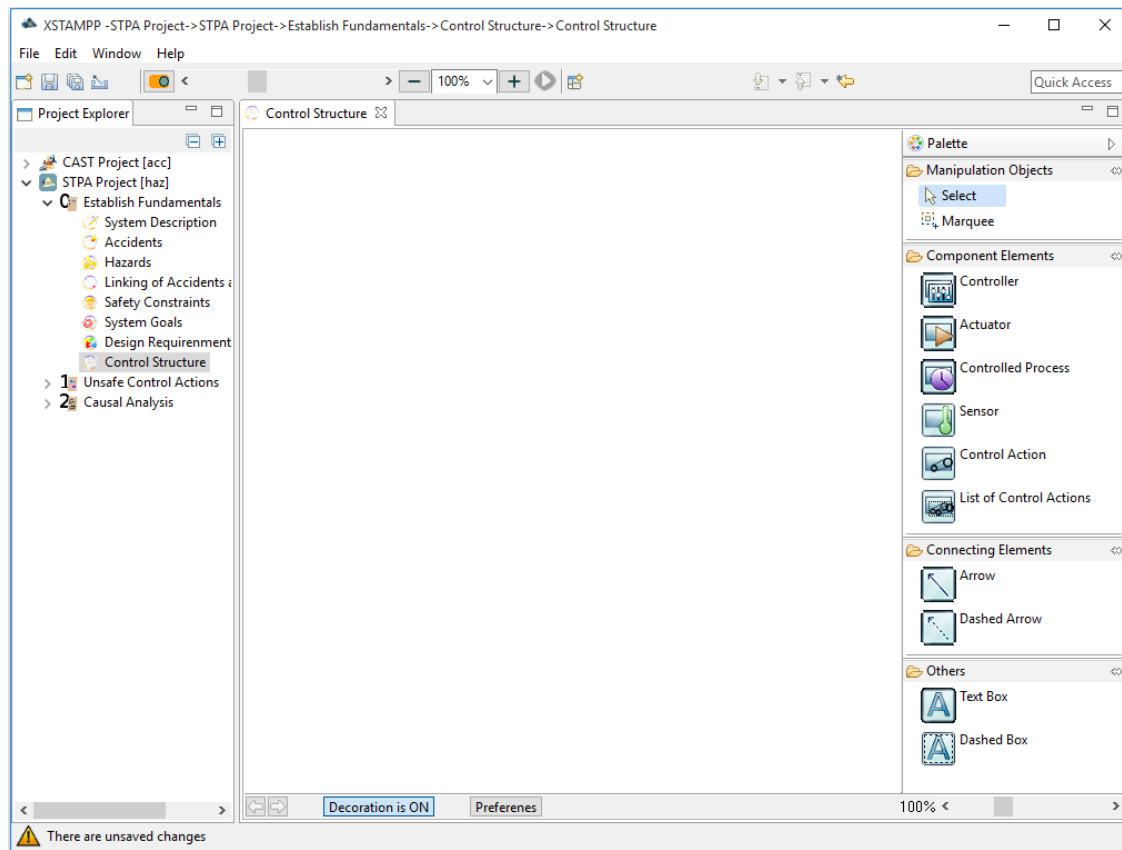 XSTAMPP -STPA Project->STPA Project->Establish Fundamentals->Control Structure->Control Structure
File Edit Window Help
100%
Quick Access
Project Explorer
Control Structure
CAST Project [acc]
STPA Project [haz]
0 Establish Fundamentals
System Description
Accidents
Hazards
Linking of Accidents a
Safety Constraints
System Goals
Design Requirenment
Control Structure
1 Unsafe Control Actions
2 Causal Analysis
Palette
Manipulation Objects
Select
Marquee
Component Elements
Controller
Actuator
Controlled Process
Sensor
Control Action
List of Control Actions
Connecting Elements
Arrow
Dashed Arrow
Others
Text Box
Dashed Box
Decoration is ON
Preferenes
100%
There are unsaved changes